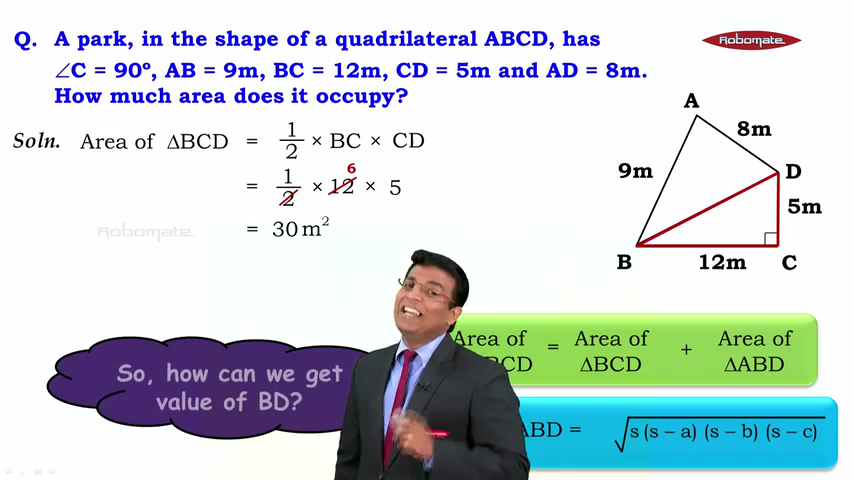 Q. A park, in the shape of a quadrilateral ABCD, has
∠C = 90°, AB = 9m, BC = 12m, CD = 5m and AD = 8m.
How much area does it occupy?
Robomate
Soln. Area of ΔBCD = 1/2 × BC × CD
= 1/2 × 12 6 × 5
= 30 m²
Robomate
A
8m
9m
D
5m
B
12m
C
So, how can we get
value of BD?
Area of = Area of + Area of
BCD ΔBCD ΔABD
ABD = √s (s – a) (s – b) (s – c)